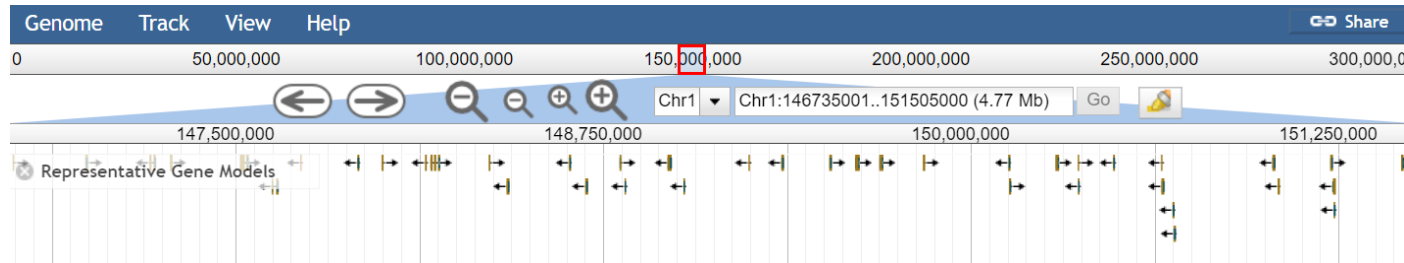 Genome Track View Help Share
0 50,000,000 100,000,000 150,000,000 200,000,000 250,000,000 300,000,0
Chr1 Chr1:146735001..151505000 (4.77 Mb) Go
147,500,000 148,750,000 150,000,000 151,250,000
Representative Gene Models